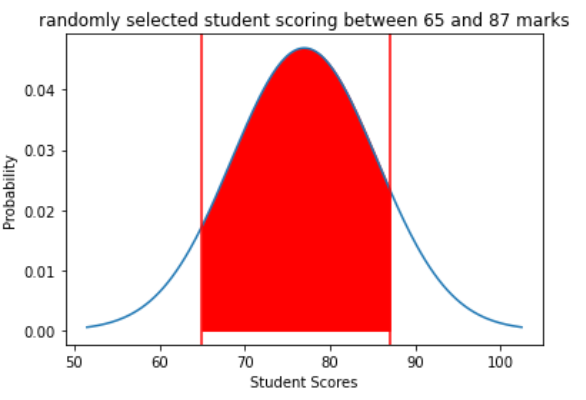 randomly selected student scoring between 65 and 87 marks
0.04
0.03
0.02
0.01
0.00
Probability
50 60 70 80 90 100
Student Scores